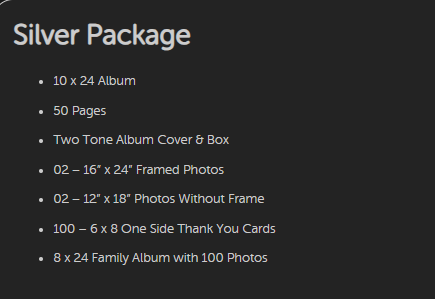 Silver Package
10 x 24 Album
50 Pages
Two Tone Album Cover & Box
02 – 16” x 24” Framed Photos
02 – 12” x 18” Photos Without Frame
100 – 6 x 8 One Side Thank You Cards
8 x 24 Family Album with 100 Photos